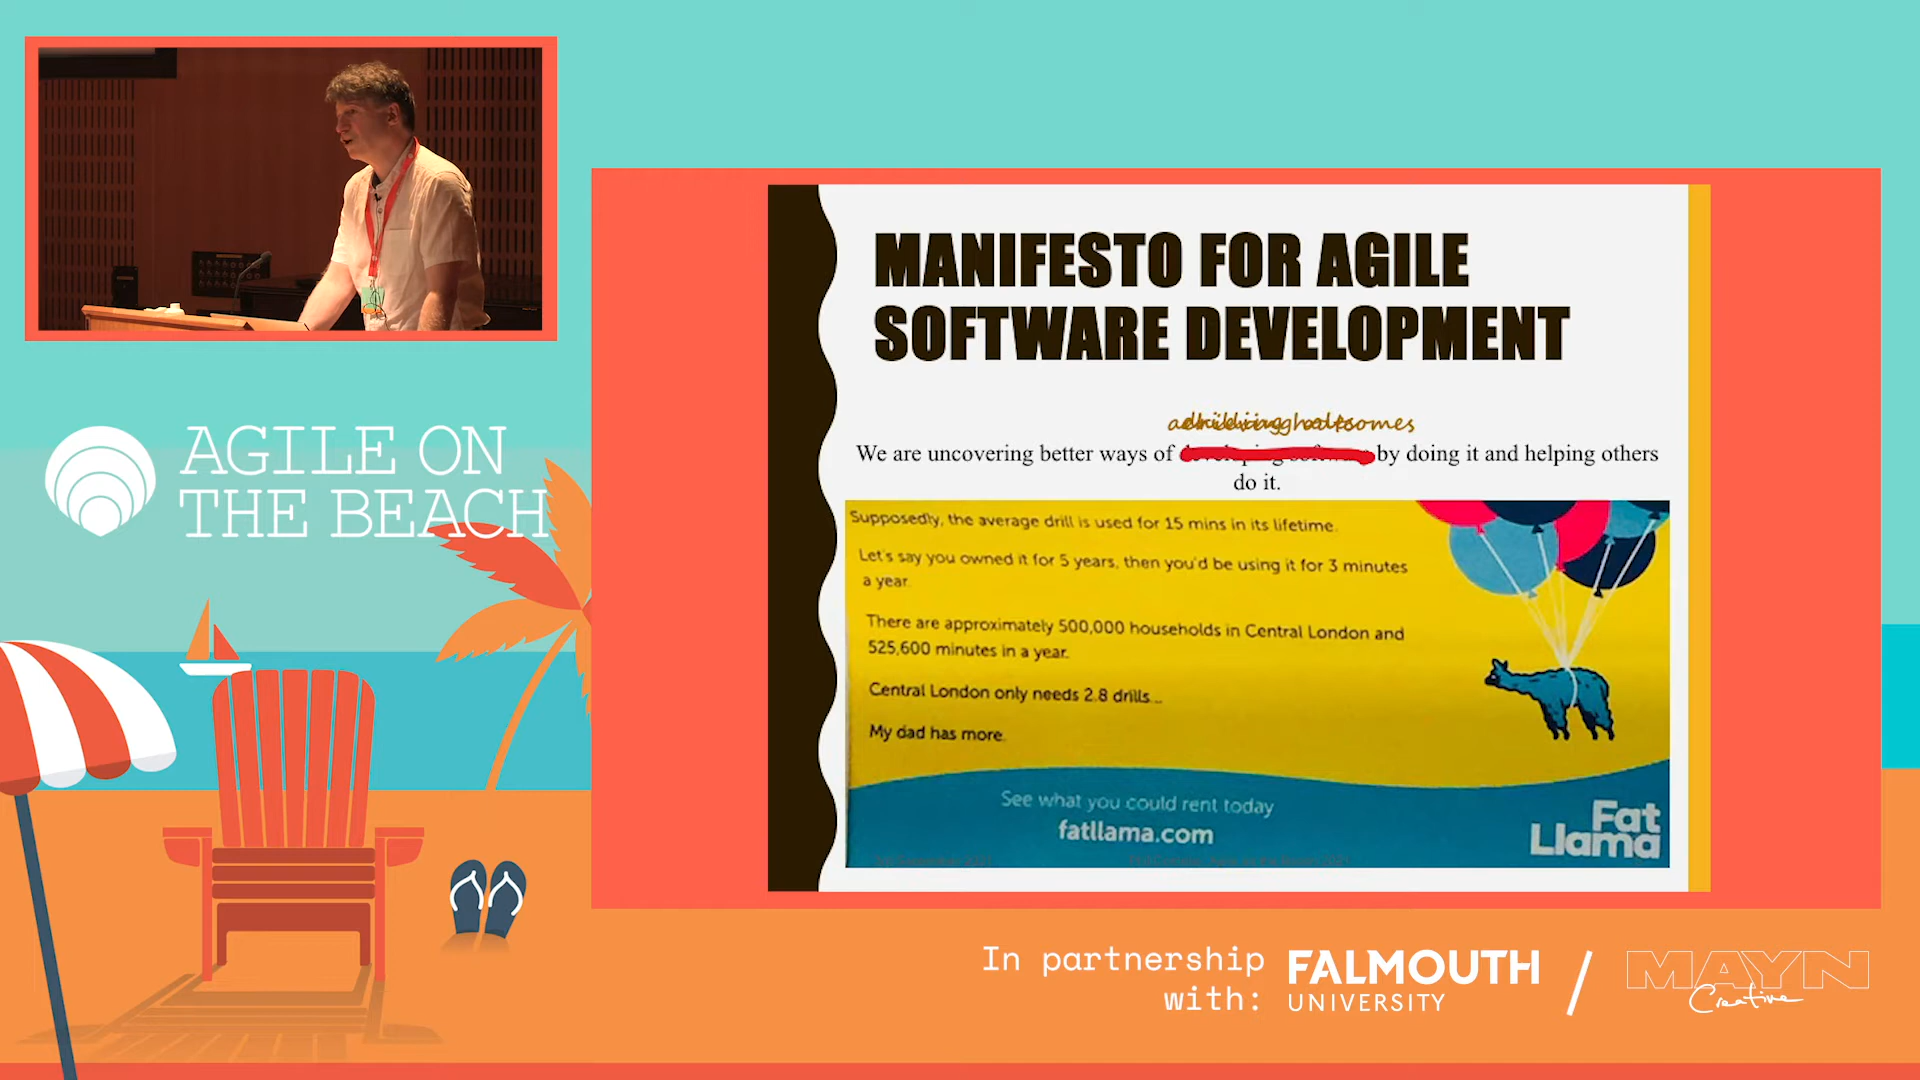 AGILE ON
THE BEACH
MANIFESTO FOR AGILE
SOFTWARE DEVELOPMENT
We are uncovering better ways of developing software by doing it and helping others
do it.
Supposedly, the average drill is used for 15 mins in its lifetime.
Let's say you owned it for 5 years, then you'd be using it for 3 minutes
a year.
There are approximately 500,000 households in Central London and
525,600 minutes in a year.
Central London only needs 2.8 drills...
My dad has more.
See what you could rent today
fatllama.com
Fat
Llama
In partnership
with:
FALMOUTH
UNIVERSITY
MAYN
Creative